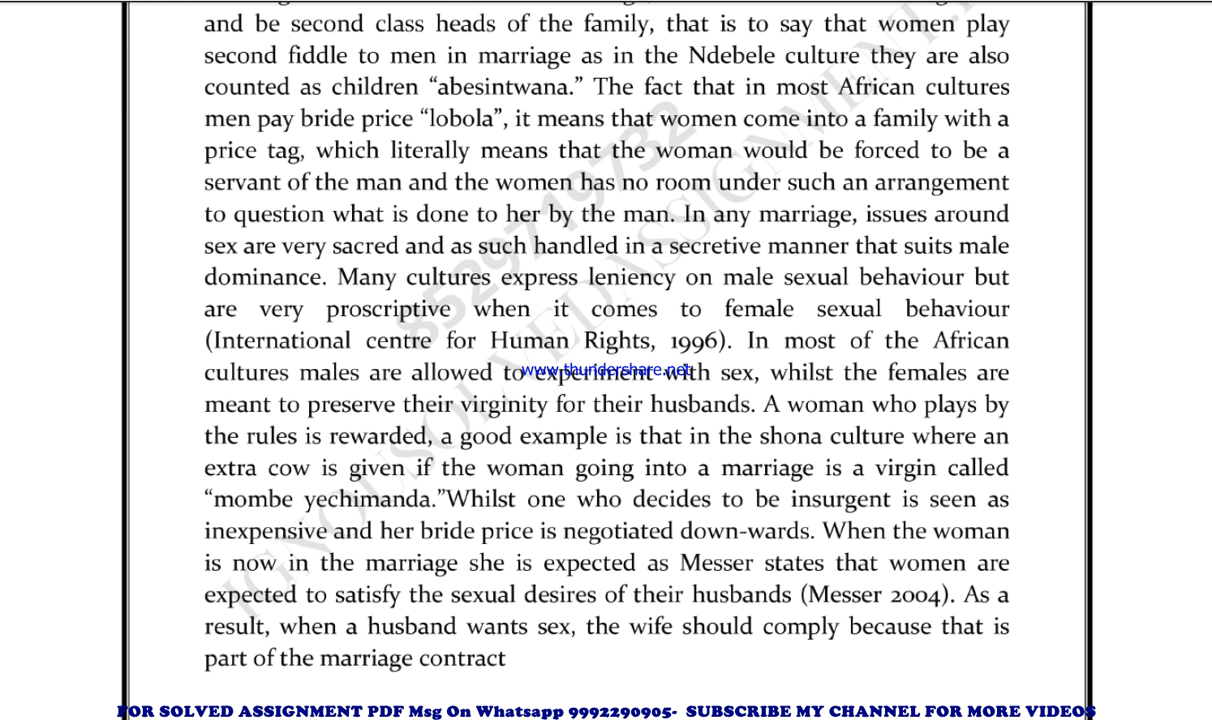 and be second class heads of the family, that is to say that women play
second fiddle to men in marriage as in the Ndebele culture they are also
counted as children “abesintwana.” The fact that in most African cultures
men pay bride price “lobola”, it means that women come into a family with a
price tag, which literally means that the woman would be forced to be a
servant of the man and the women has no room under such an arrangement
to question what is done to her by the man. In any marriage, issues around
sex are very sacred and as such handled in a secretive manner that suits male
dominance. Many cultures express leniency on male sexual behaviour but
are very proscriptive when it comes to female sexual behaviour
(International centre for Human Rights, 1996). In most of the African
cultures males are allowed to experiment with sex, whilst the females are
www.thundershare.net
meant to preserve their virginity for their husbands. A woman who plays by
the rules is rewarded, a good example is that in the shona culture where an
extra cow is given if the woman going into a marriage is a virgin called
“mombe yechimanda.”Whilst one who decides to be insurgent is seen as
inexpensive and her bride price is negotiated down-wards. When the woman
is now in the marriage she is expected as Messer states that women are
expected to satisfy the sexual desires of their husbands (Messer 2004). As a
result, when a husband wants sex, the wife should comply because that is
part of the marriage contract
8529719732
FOR SOLVED ASSIGNMENT PDF Msg On Whatsapp 9992290905- SUBSCRIBE MY CHANNEL FOR MORE VIDEOS